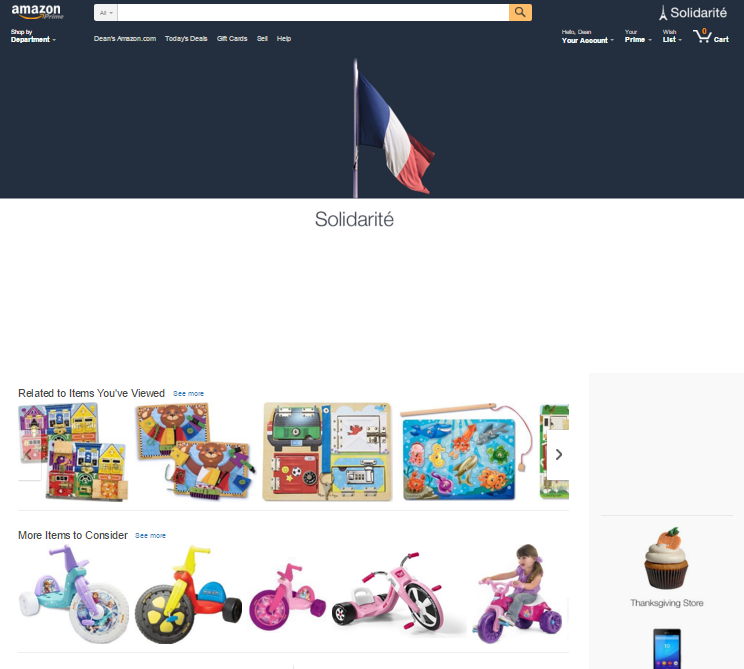 amazon
Prime
All
Solidarité
Shop by
Department
Dean's Amazon.com Today's Deals Gift Cards Sell Help
Hello, Dean
Your Account
Your
Prime
Wish
List
0
Cart
Solidarité
Related to Items You've Viewed See more
More Items to Consider See more
Thanksgiving Store